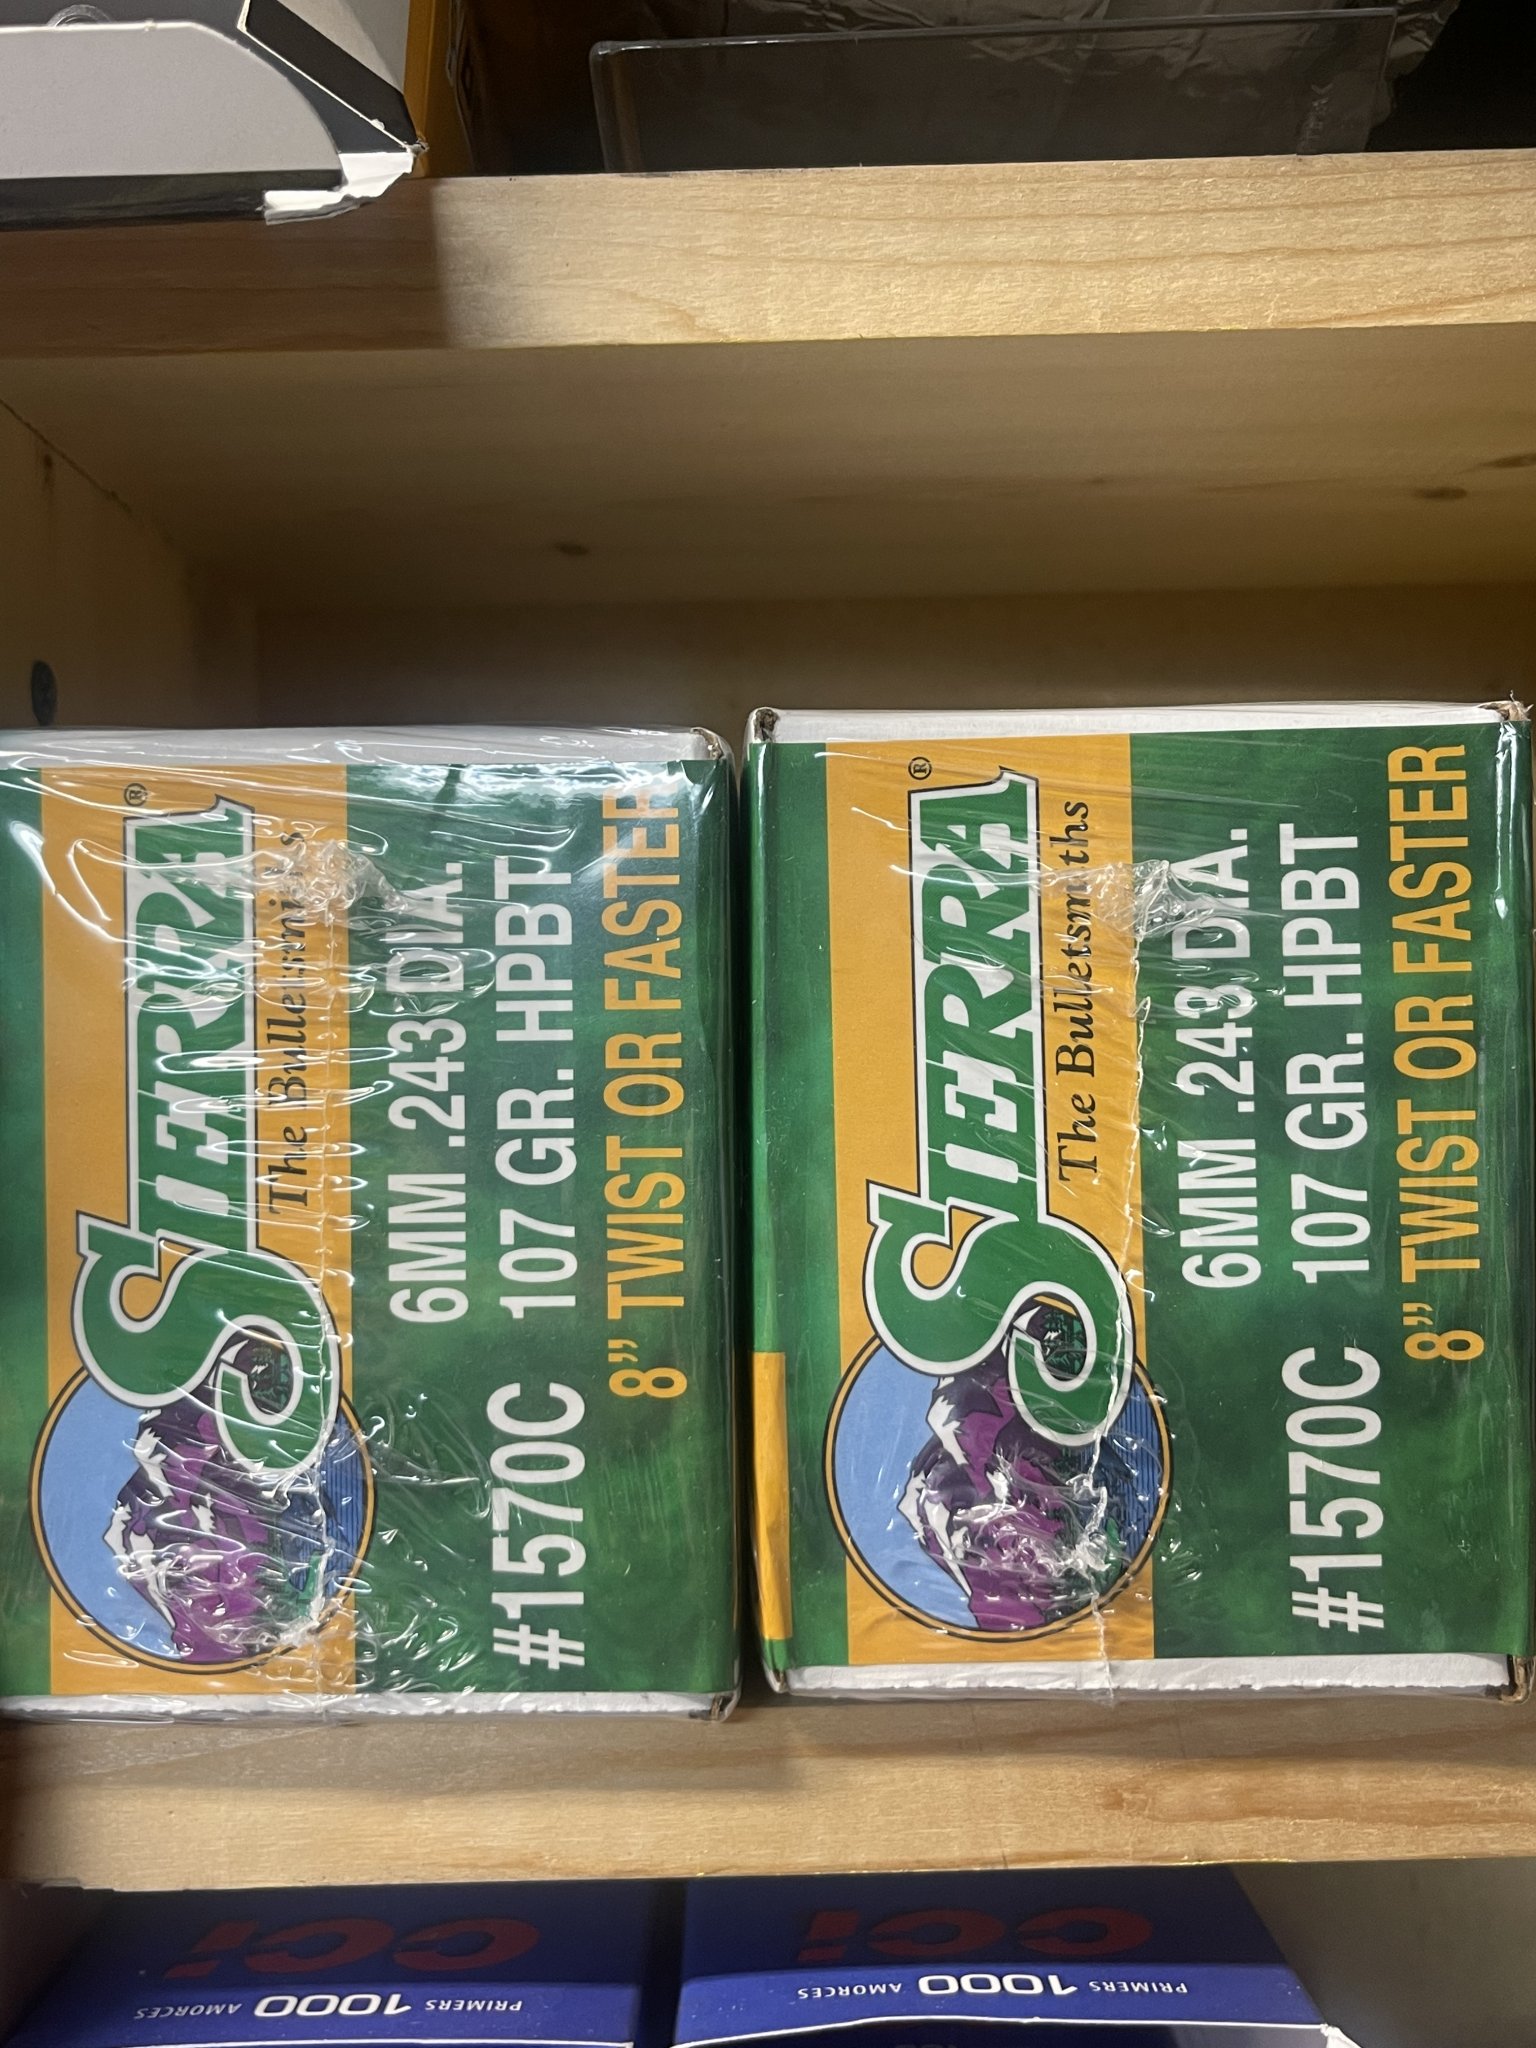 SIERRA®
The Bulletsmiths
6MM .243 DIA.
#1570C 107 GR. HPBT
8” TWIST OR FASTER
SIERRA®
The Bulletsmiths
6MM .243 DIA.
#1570C 107 GR. HPBT
8” TWIST OR FASTER
CCI
PRIMERS 1000 AMORCES
CCI
PRIMERS 1000 AMORCES